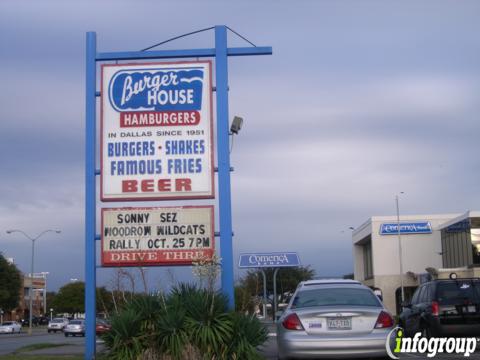 Burger
HOUSE
HAMBURGERS
IN DALLAS SINCE 1951
BURGERS • SHAKES
FAMOUS FRIES
BEER
SONNY SEZ
WOODROW WILDCATS
RALLY OCT. 25 7PM
DRIVE THRU
Comerica
BANK
Comerica Bank
infogroup